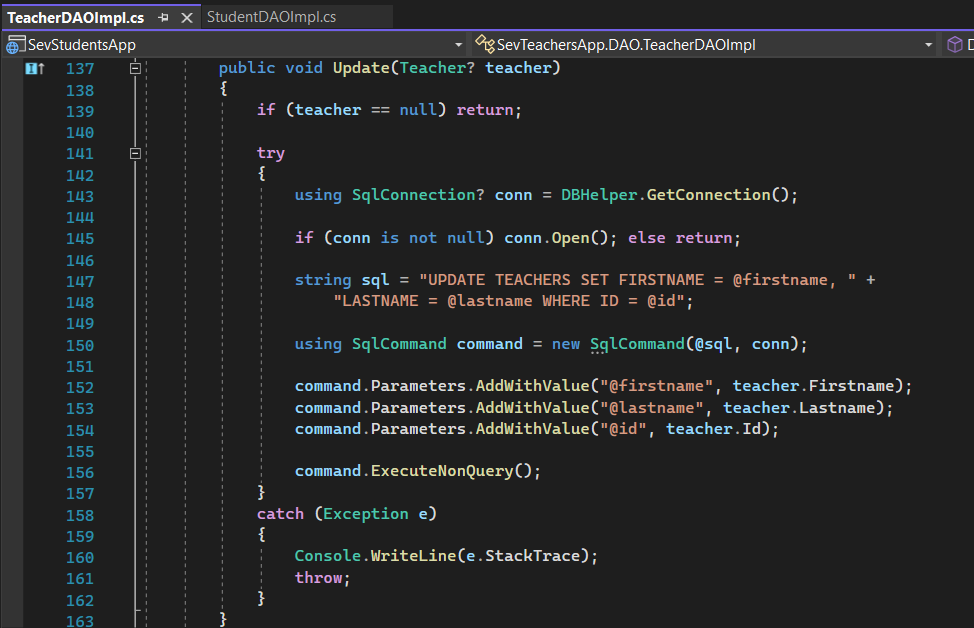 TeacherDAOImpl.cs StudentDAOImpl.cs
SevStudentsApp SevTeachersApp.DAO.TeacherDAOImpl
137 public void Update(Teacher? teacher)
138 {
139 if (teacher == null) return;
140
141 try
142 {
143 using SqlConnection? conn = DBHelper.GetConnection();
144
145 if (conn is not null) conn.Open(); else return;
146
147 string sql = "UPDATE TEACHERS SET FIRSTNAME = @firstname, " +
148 "LASTNAME = @lastname WHERE ID = @id";
149
150 using SqlCommand command = new SqlCommand(@sql, conn);
151
152 command.Parameters.AddWithValue("@firstname", teacher.Firstname);
153 command.Parameters.AddWithValue("@lastname", teacher.Lastname);
154 command.Parameters.AddWithValue("@id", teacher.Id);
155
156 command.ExecuteNonQuery();
157 }
158 catch (Exception e)
159 {
160 Console.WriteLine(e.StackTrace);
161 throw;
162 }
163 }